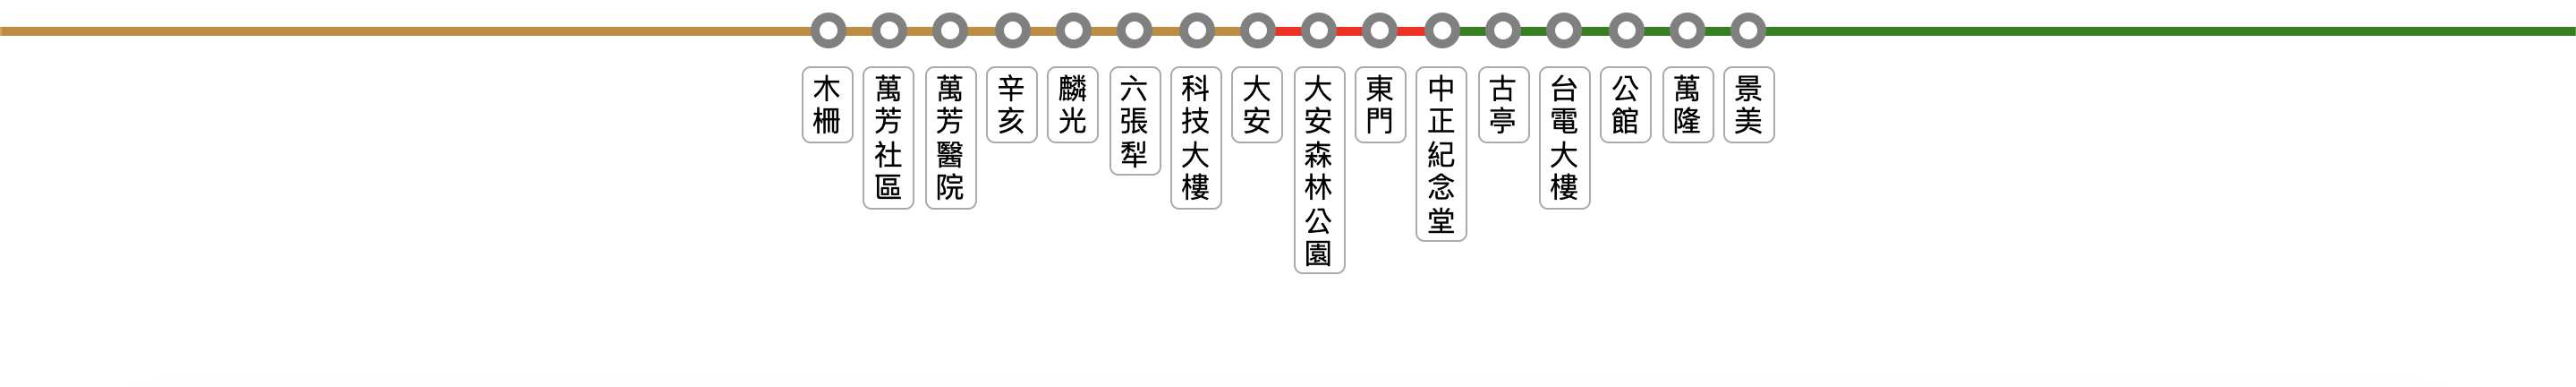 木柵
萬芳社區
萬芳醫院
辛亥
麟光
六張犁
科技大樓
大安
大安森林公園
東門
中正紀念堂
古亭
台電大樓
公館
萬隆
景美